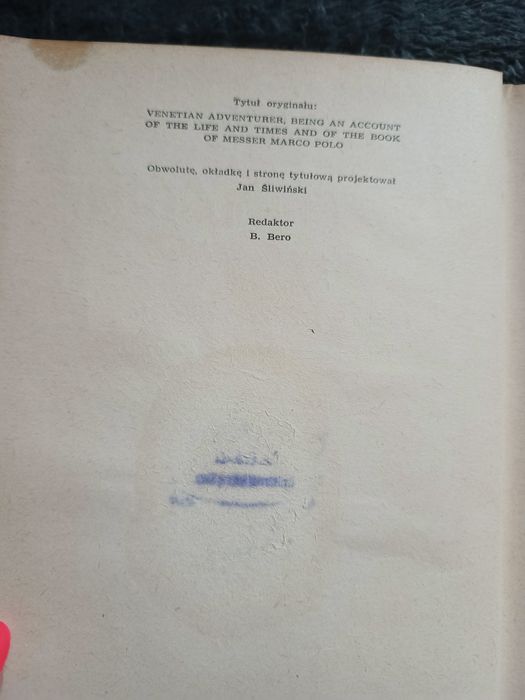 Tytuł oryginału:
VENETIAN ADVENTURER, BEING AN ACCOUNT
OF THE LIFE AND TIMES AND OF THE BOOK
OF MESSER MARCO POLO
Obwolutę, okładkę i stronę tytułową projektował
Jan Śliwiński
Redaktor
B. Bero